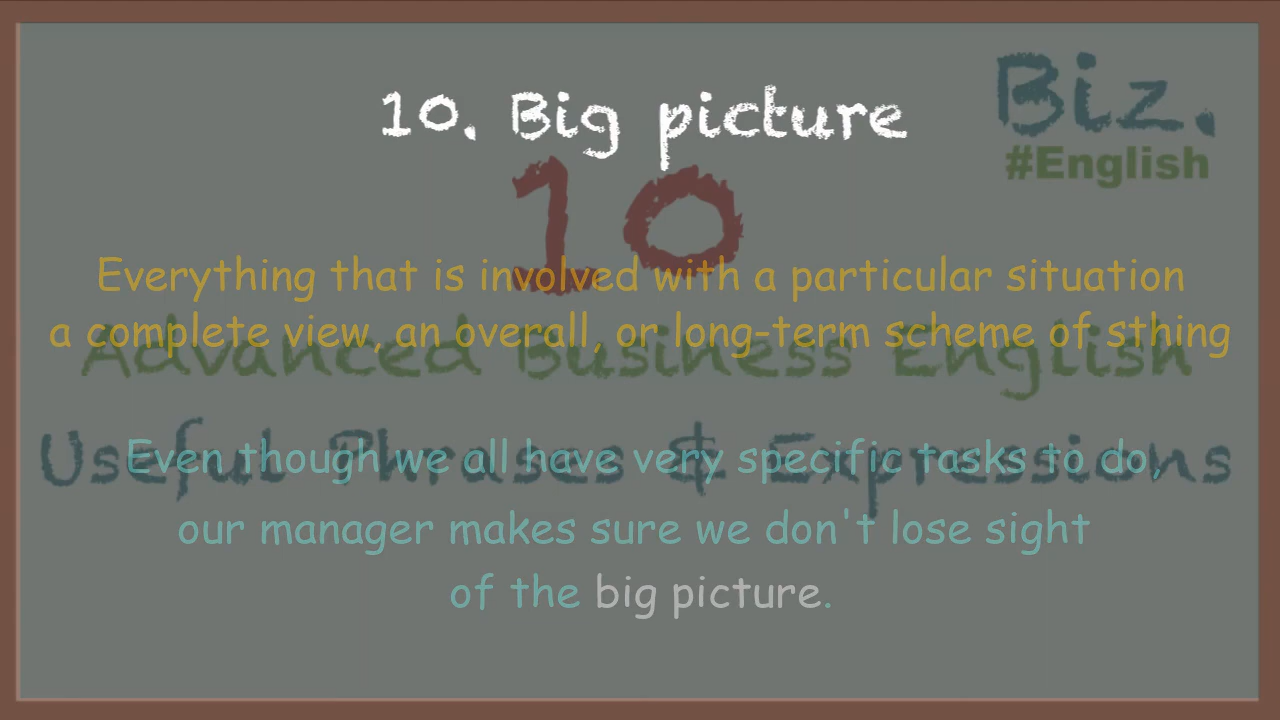 10. Big picture
Biz.
#English
10
Everything that is involved with a particular situation
a complete view, an overall, or long-term scheme of sthing
Advanced Business English
Useful Phrases & Expressions
Even though we all have very specific tasks to do,
our manager makes sure we don't lose sight
of the big picture.